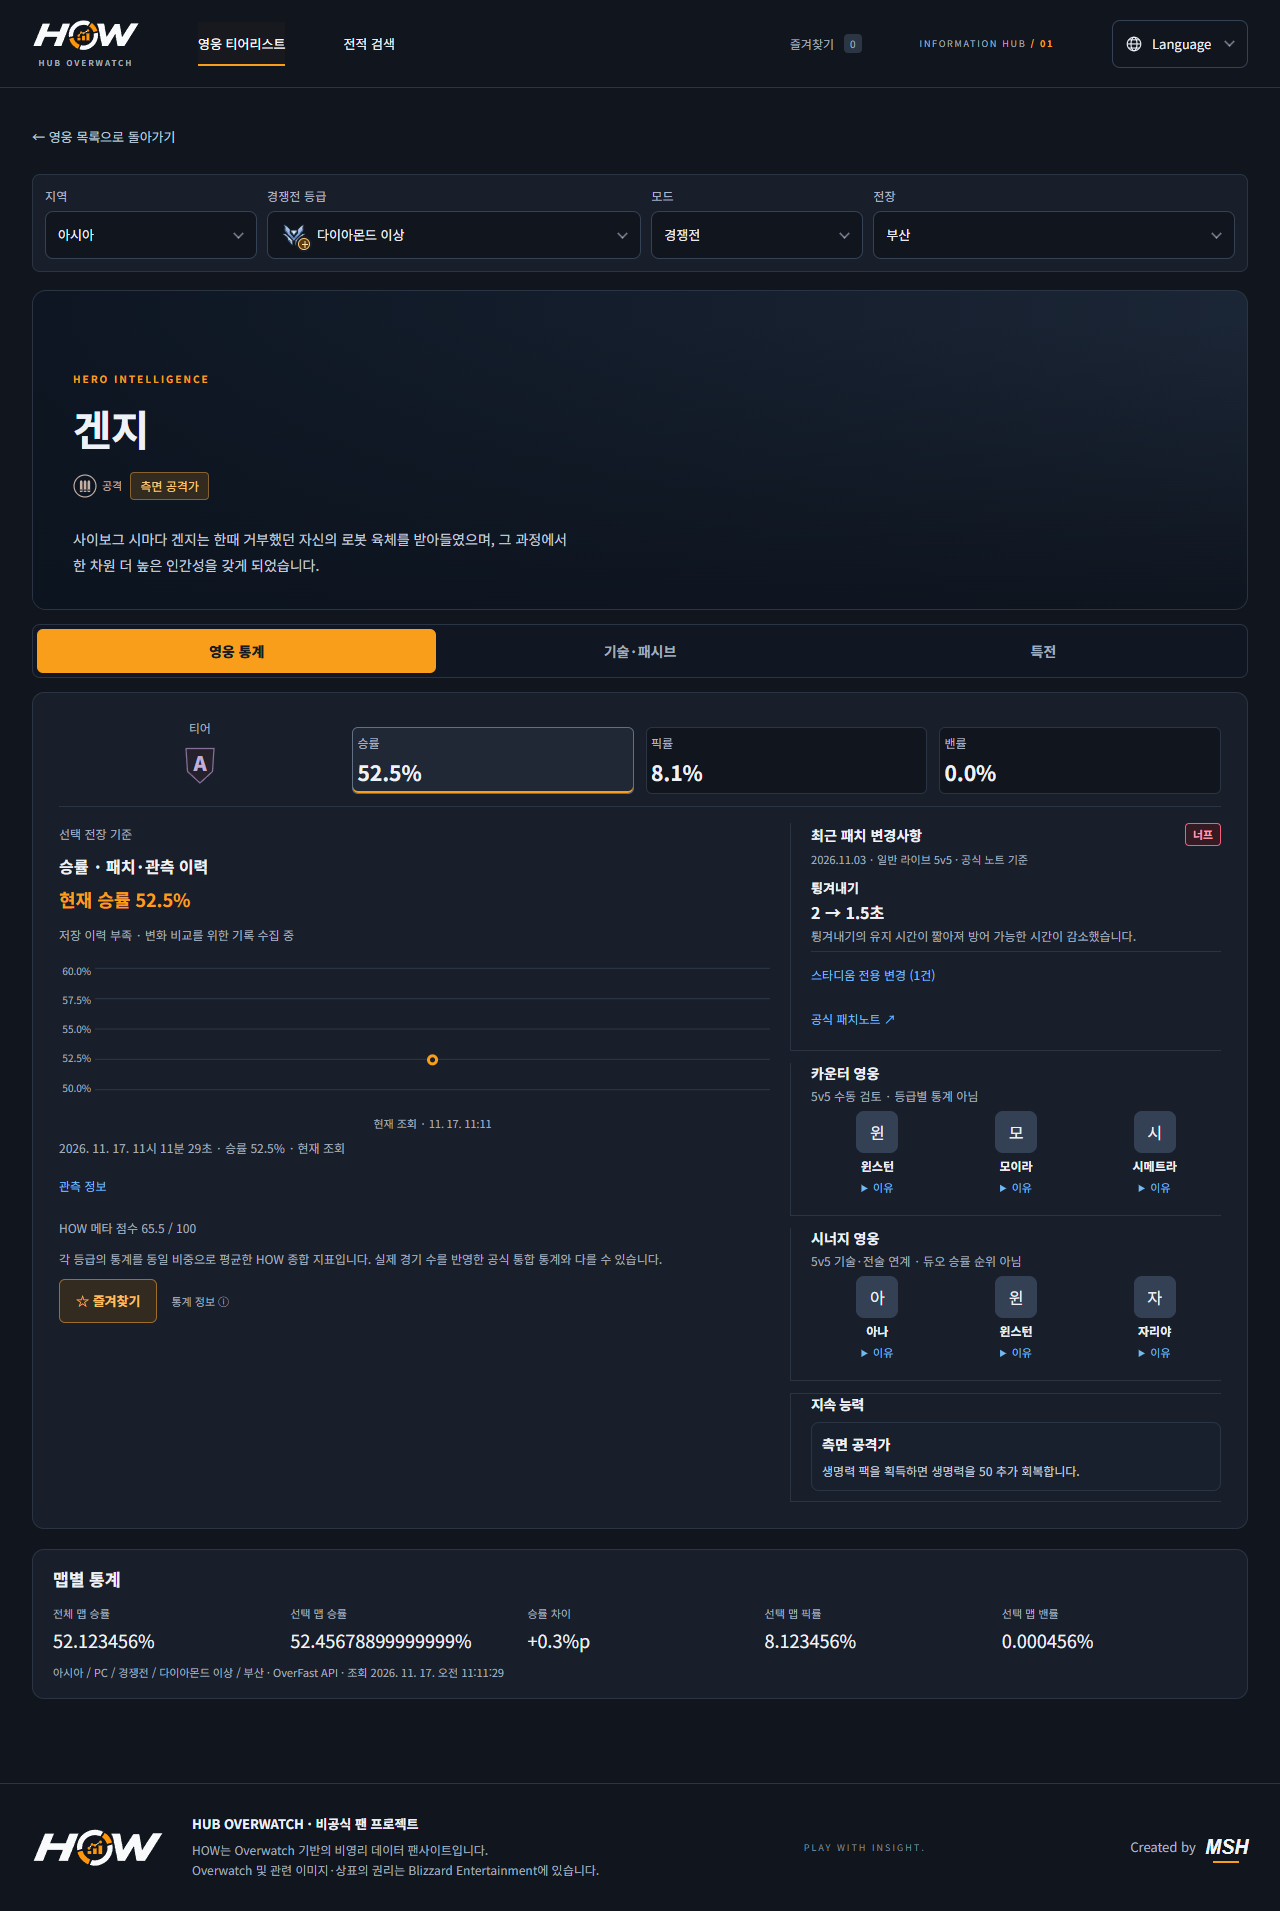 HOW
HUB OVERWATCH
영웅 티어리스트
전적 검색
즐겨찾기 0
INFORMATION HUB / 01
Language
← 영웅 목록으로 돌아가기
지역
경쟁전 등급
모드
전장
아시아
다이아몬드 이상
경쟁전
부산
HERO INTELLIGENCE
겐지
공격
측면 공격가
사이보그 시마다 겐지는 한때 거부했던 자신의 로봇 육체를 받아들였으며, 그 과정에서
한 차원 더 높은 인간성을 갖게 되었습니다.
영웅 통계
기술·패시브
특전
티어
A
승률
52.5%
픽률
8.1%
밴률
0.0%
선택 전장 기준
승률 · 패치·관측 이력
현재 승률 52.5%
저장 이력 부족 · 변화 비교를 위한 기록 수집 중
60.0%
57.5%
55.0%
52.5%
50.0%
현재 조회 · 11. 17. 11:11
2026. 11. 17. 11시 11분 29초 · 승률 52.5% · 현재 조회
관측 정보
HOW 메타 점수 65.5 / 100
각 등급의 통계를 동일 비중으로 평균한 HOW 종합 지표입니다. 실제 경기 수를 반영한 공식 통합 통계와 다를 수 있습니다.
☆ 즐겨찾기
통계 정보 ⓘ
최근 패치 변경사항
너프
2026.11.03 · 일반 라이브 5v5 · 공식 노트 기준
튕겨내기
2 → 1.5초
튕겨내기의 유지 시간이 짧아져 방어 가능한 시간이 감소했습니다.
스타디움 전용 변경 (1건)
공식 패치노트 ↗
카운터 영웅
5v5 수동 검토 · 등급별 통계 아님
윈
모
시
윈스턴
모이라
시메트라
▶ 이유
▶ 이유
▶ 이유
시너지 영웅
5v5 기술·전술 연계 · 듀오 승률 순위 아님
아
윈
자
아나
윈스턴
자리야
▶ 이유
▶ 이유
▶ 이유
지속 능력
측면 공격가
생명력 팩을 획득하면 생명력을 50 추가 회복합니다.
맵별 통계
전체 맵 승률
선택 맵 승률
승률 차이
선택 맵 픽률
선택 맵 밴률
52.123456%
52.45678899999999%
+0.3%p
8.123456%
0.000456%
아시아 / PC / 경쟁전 / 다이아몬드 이상 / 부산 · OverFast API · 조회 2026. 11. 17. 오전 11:11:29
HOW
HUB OVERWATCH · 비공식 팬 프로젝트
HOW는 Overwatch 기반의 비영리 데이터 팬사이트입니다.
Overwatch 및 관련 이미지·상표의 권리는 Blizzard Entertainment에 있습니다.
PLAY WITH INSIGHT.
Created by MSH